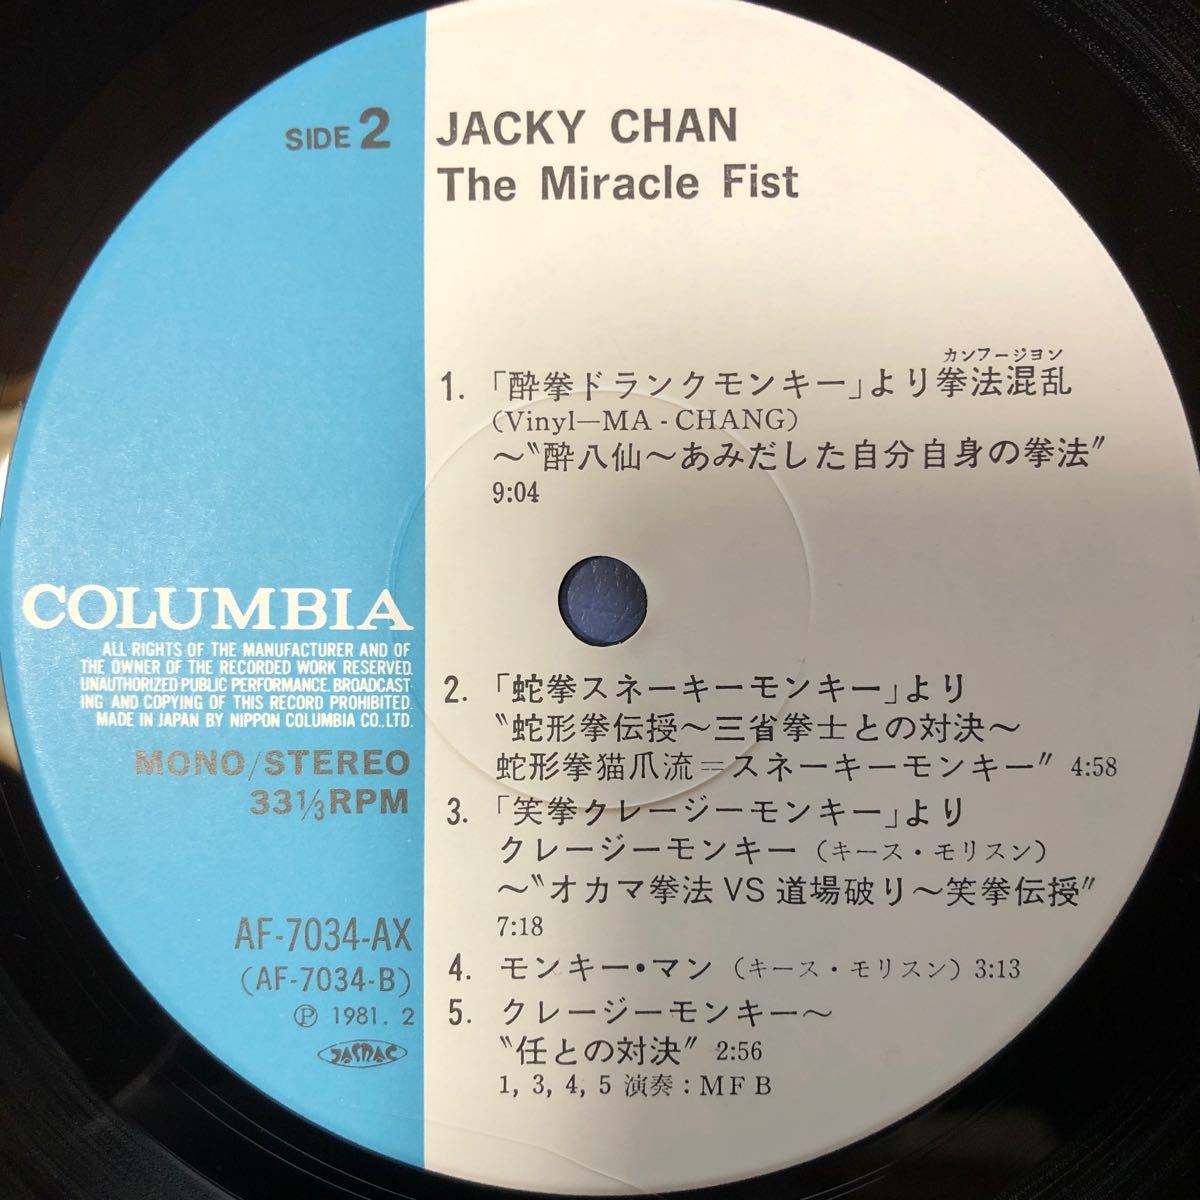 SIDE 2
JACKY CHAN
The Miracle Fist
カンフージヨン
1. 「酔拳ドランクモンキー」より拳法混乱
(Vinyl—MA-CHANG)
〜〝酔八仙〜あみだした自分自身の拳法〞
9:04
COLUMBIA
ALL RIGHTS OF THE MANUFACTURER AND OF
THE OWNER OF THE RECORDED WORK RESERVED.
UNAUTHORIZED PUBLIC PERFORMANCE. BROADCAST
ING AND COPYING OF THIS RECORD PROHIBITED.
MADE IN JAPAN BY NIPPON COLUMBIA CO.,LTD.
MONO/STEREO
33 1/3 RPM
2. 「蛇拳スネーキーモンキー」より
〝蛇形拳伝授〜三省拳士との対決〜
蛇形拳猫爪流＝スネーキーモンキー〞 4:58
3. 「笑拳クレージーモンキー」より
クレージーモンキー（キース・モリスン）
〜〝オカマ拳法 VS 道場破り〜笑拳伝授〞
7:18
4. モンキー・マン（キース・モリスン）3:13
5. クレージーモンキー〜
〝任との対決〞 2:56
1, 3, 4, 5 演奏：MFB
AF-7034-AX
(AF-7034-B)
Ⓟ 1981. 2
JASRAC